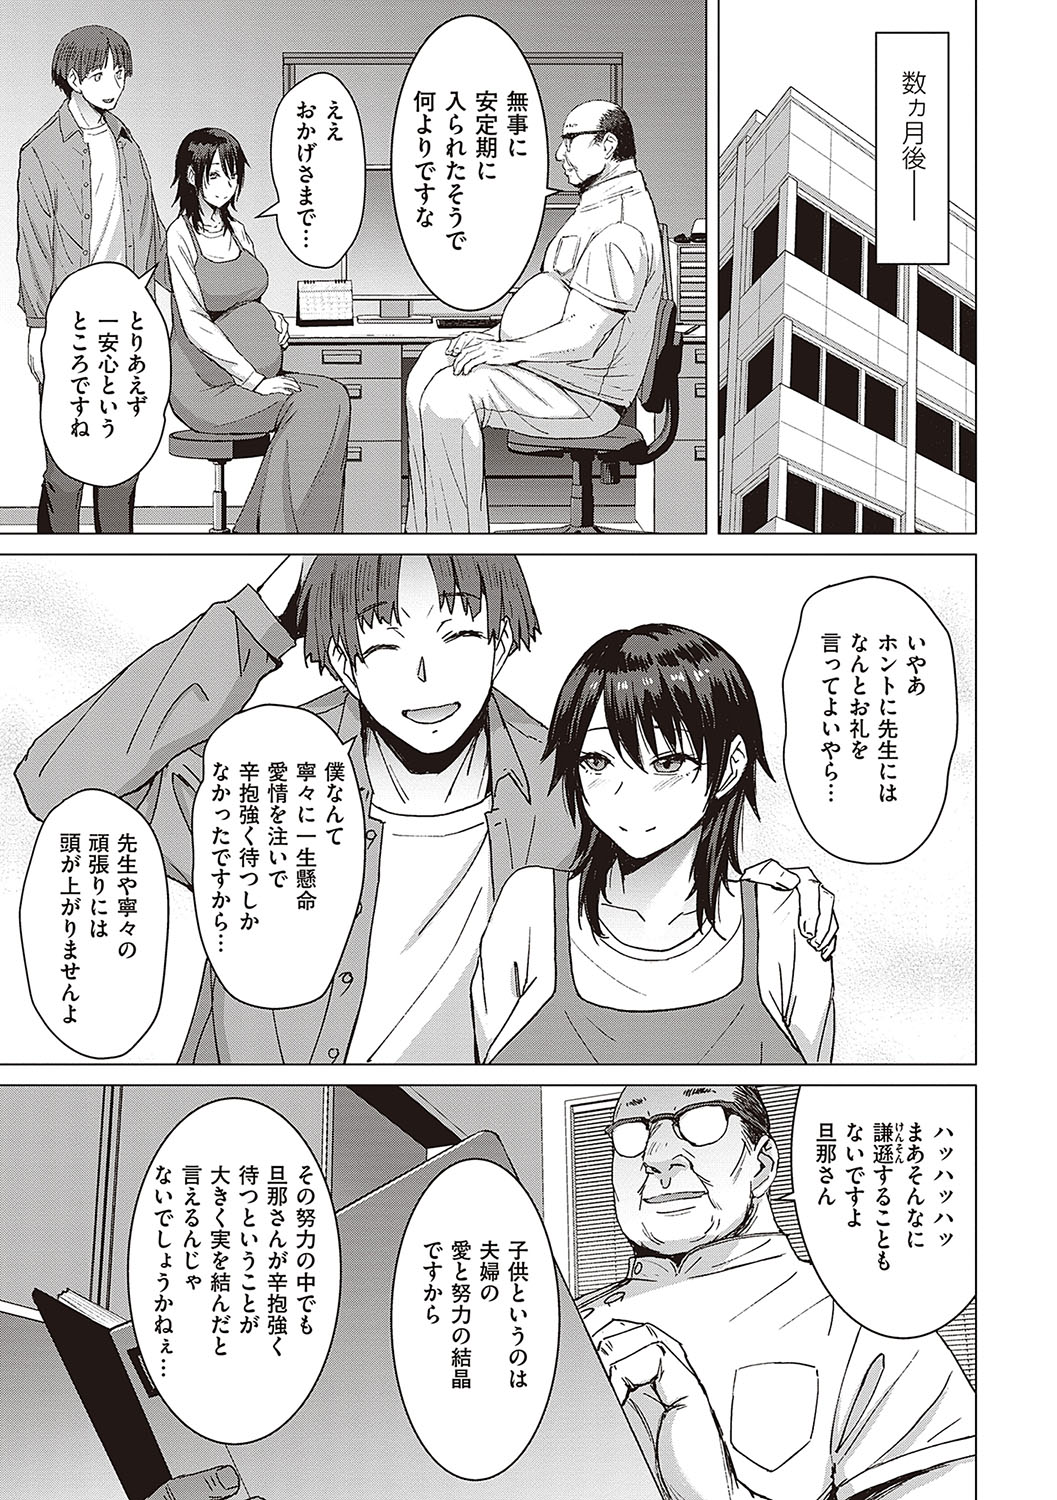 数ヵ月後――
無事に
安定期に
入られたそうで
何よりですな
ええ
おかげさまで…
とりあえず
一安心という
ところですね
いやあ
ホントに先生には
なんとお礼を
言ってよいやら…
僕なんて
寧々に一生懸命
愛情を注いで
辛抱強く待つしか
なかったですから…
先生や寧々の
頑張りには
頭が上がりませんよ
ハッハッハッ
まあそんなに
謙遜することも
けんそん
ないですよ
旦那さん
子供というのは
夫婦の
愛と努力の結晶
ですから
その努力の中でも
旦那さんが辛抱強く
待つということが
大きく実を結んだと
言えるんじゃ
ないでしょうかねぇ…